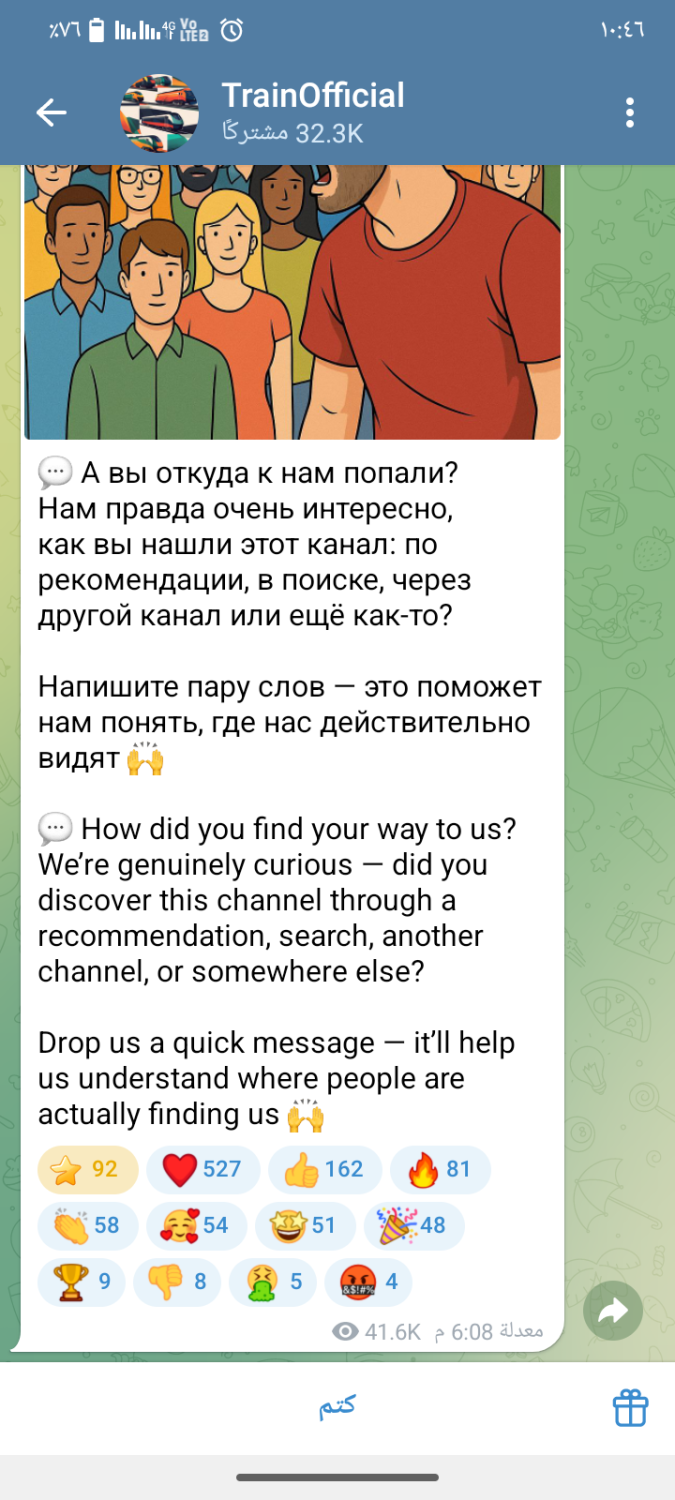 ٪٧٦ 4G Vo LTE2 ١٠:٤٦
TrainOfficial
32.3K مشتركًا
💬 А вы откуда к нам попали?
Нам правда очень интересно,
как вы нашли этот канал: по
рекомендации, в поиске, через
другой канал или ещё как-то?
Напишите пару слов — это поможет
нам понять, где нас действительно
видят 🙌
💬 How did you find your way to us?
We’re genuinely curious — did you
discover this channel through a
recommendation, search, another
channel, or somewhere else?
Drop us a quick message — it’ll help
us understand where people are
actually finding us 🙌
⭐ 92 ❤️ 527 👍 162 🔥 81
👏 58 🥰 54 🤩 51 🎉 48
🏆 9 👎 8 🤮 5 🤬 4
41.6K معدلة 6:08 م
كتم